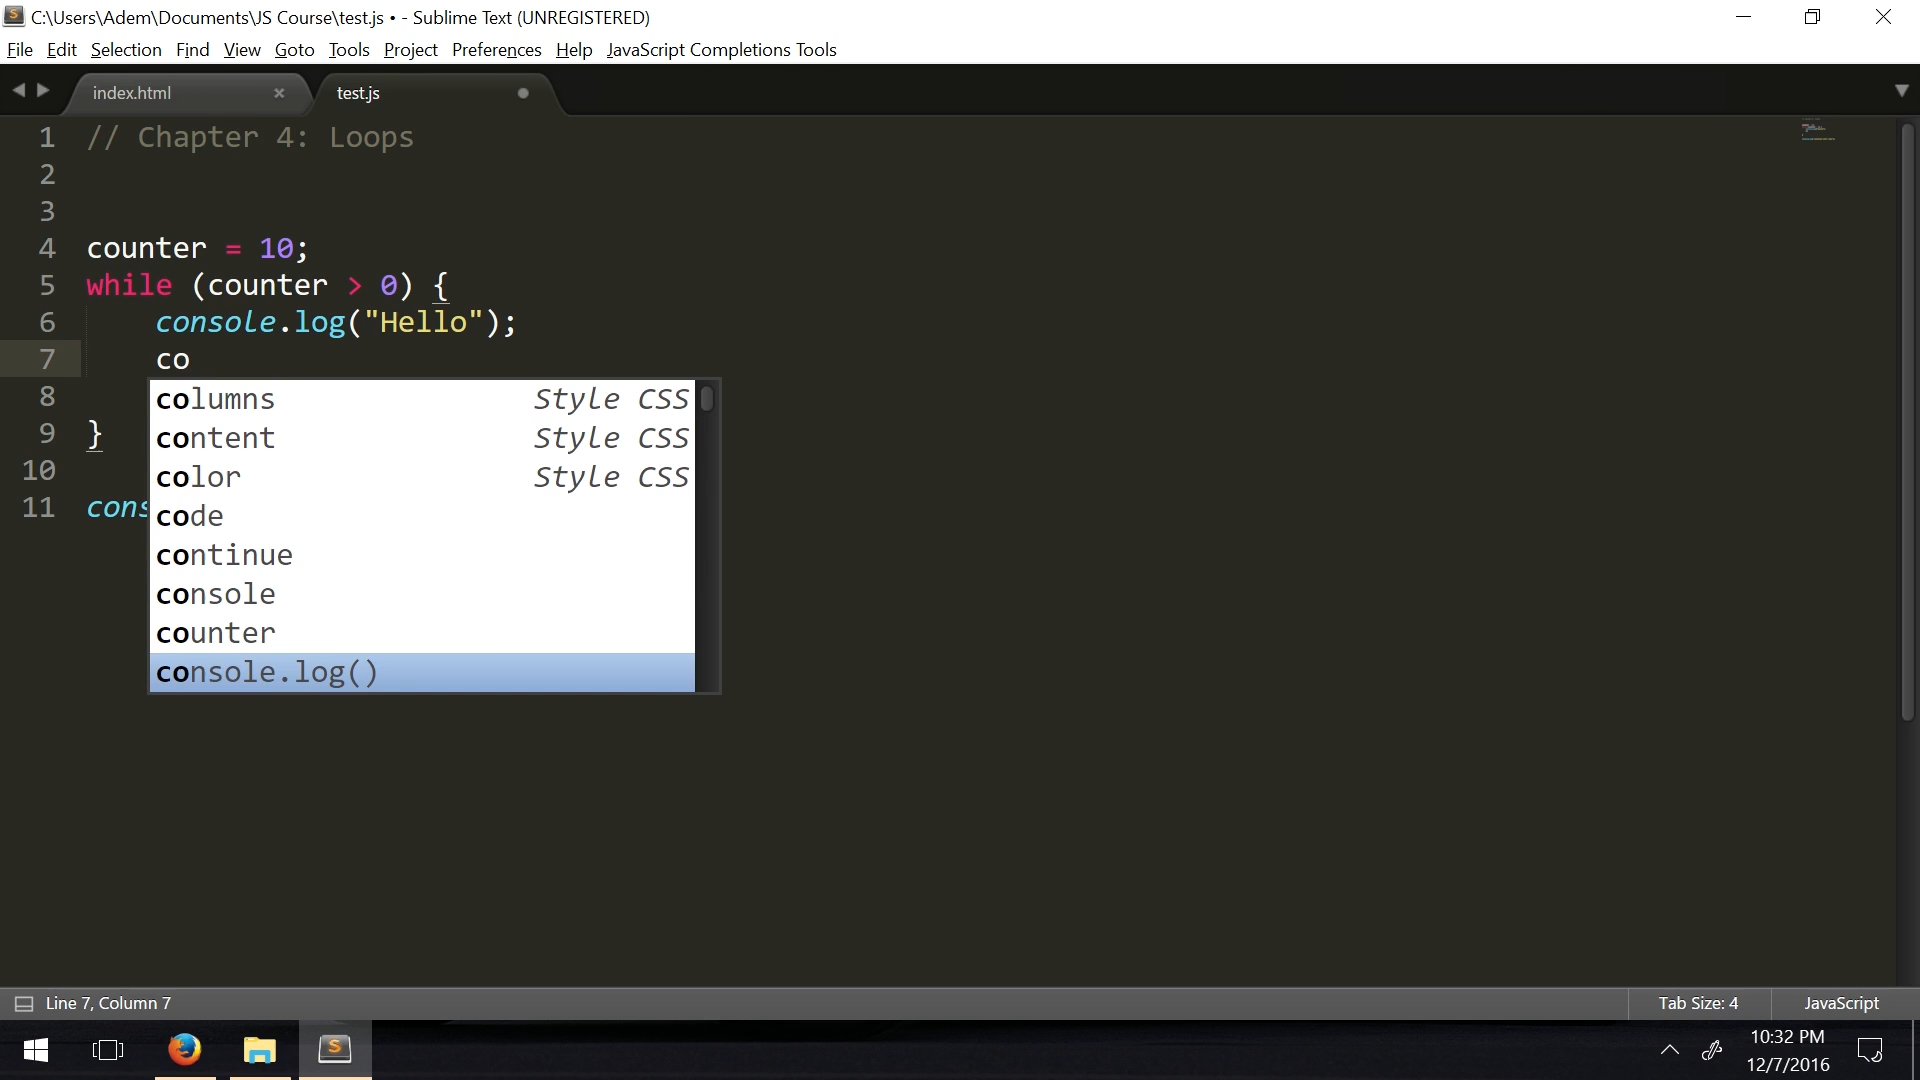 C:\Users\Adem\Documents\JS Course\test.js • - Sublime Text (UNREGISTERED)
File Edit Selection Find View Goto Tools Project Preferences Help JavaScript Completions Tools
index.html × test.js
1 // Chapter 4: Loops
2
3
4 counter = 10;
5 while (counter > 0) {
6 console.log("Hello");
7 co
8
9 }
10
11 cons
columns Style CSS
content Style CSS
color Style CSS
code
continue
console
counter
console.log()
Line 7, Column 7 Tab Size: 4 JavaScript
10:32 PM
12/7/2016